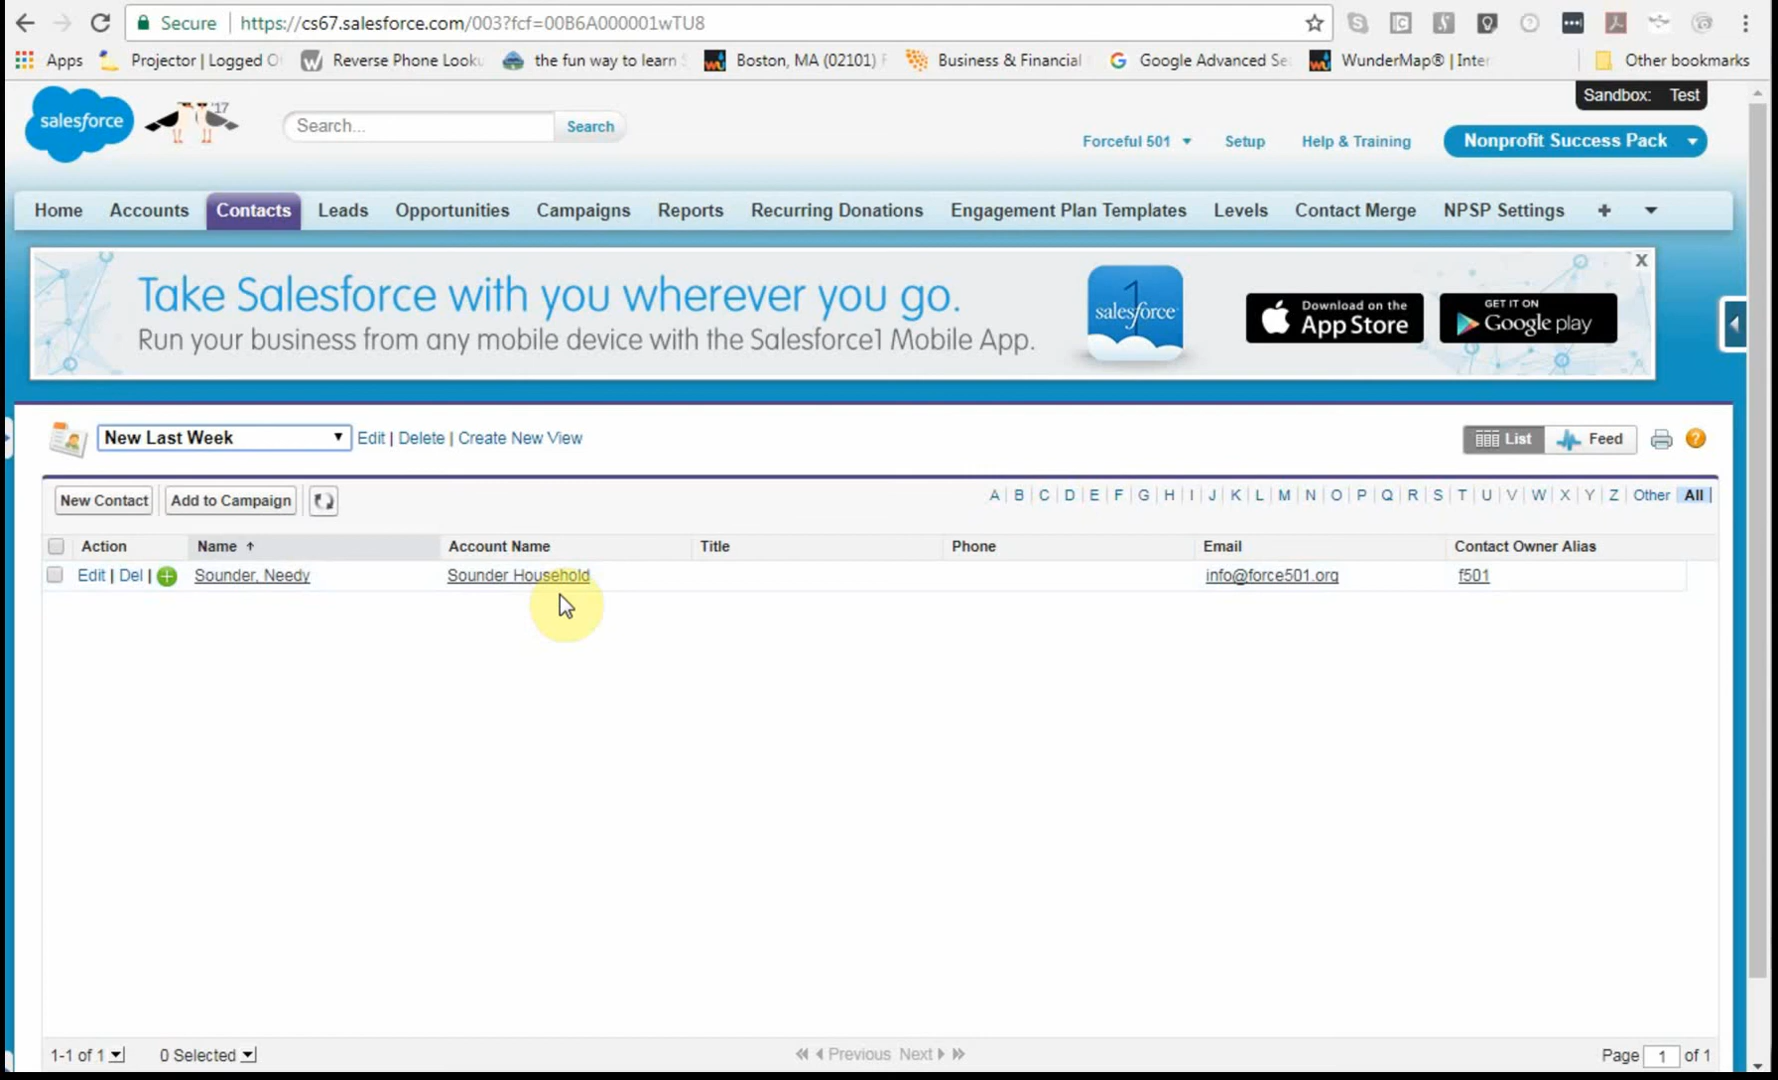 Secure https://cs67.salesforce.com/003?fcf=00B6A000001wTU8
Apps Projector | Logged O Reverse Phone Looku the fun way to learn Boston, MA (02101) F Business & Financial Google Advanced Se WunderMap® | Inter Other bookmarks
Sandbox: Test
salesforce '17 Search... Search
Forceful 501 Setup Help & Training Nonprofit Success Pack
Home Accounts Contacts Leads Opportunities Campaigns Reports Recurring Donations Engagement Plan Templates Levels Contact Merge NPSP Settings +
Take Salesforce with you wherever you go.
Run your business from any mobile device with the Salesforce1 Mobile App.
1
salesforce
Download on the
App Store
GET IT ON
Google play
X
New Last Week Edit | Delete | Create New View List Feed ?
New Contact Add to Campaign A | B | C | D | E | F | G | H | I | J | K | L | M | N | O | P | Q | R | S | T | U | V | W | X | Y | Z | Other | All |
Action Name ↑ Account Name Title Phone Email Contact Owner Alias
Edit | Del | + Sounder, Needy Sounder Household info@force501.org f501
1-1 of 1 0 Selected Previous Next Page 1 of 1